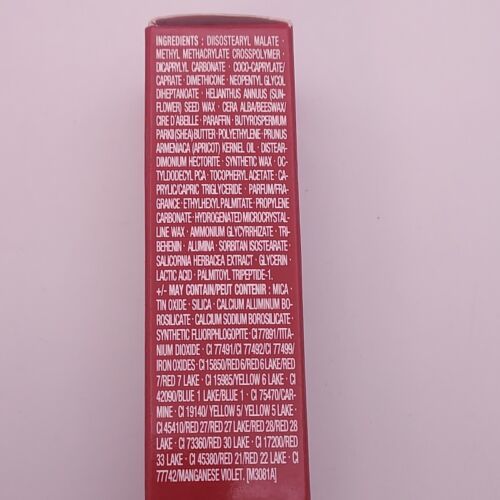 INGREDIENTS : DIISOSTEARYL MALATE ·
METHYL METHACRYLATE CROSSPOLYMER ·
DICAPRYLYL CARBONATE · COCO-CAPRYLATE/
CAPRATE · DIMETHICONE · NEOPENTYL GLYCOL
DIHEPTANOATE · HELIANTHUS ANNUUS (SUN-
FLOWER) SEED WAX · CERA ALBA/BEESWAX/
CIRE D'ABEILLE · PARAFFIN · BUTYROSPERMUM
PARKII (SHEA) BUTTER · POLYETHYLENE · PRUNUS
ARMENIACA (APRICOT) KERNEL OIL · DISTEAR-
DIMONIUM HECTORITE · SYNTHETIC WAX · OC-
TYLDODECYL PCA · TOCOPHERYL ACETATE · CA-
PRYLIC/CAPRIC TRIGLYCERIDE · PARFUM/FRA-
GRANCE · ETHYLHEXYL PALMITATE · PROPYLENE
CARBONATE · HYDROGENATED MICROCRYSTAL-
LINE WAX · AMMONIUM GLYCYRRHIZATE · TRI-
BEHENIN · ALUMINA · SORBITAN ISOSTEARATE ·
SALICORNIA HERBACEA EXTRACT · GLYCERIN ·
LACTIC ACID · PALMITOYL TRIPEPTIDE-1.
+/- MAY CONTAIN/PEUT CONTENIR : MICA ·
TIN OXIDE · SILICA · CALCIUM ALUMINUM BO-
ROSILICATE · CALCIUM SODIUM BOROSILICATE ·
SYNTHETIC FLUORPHLOGOPITE · CI 77891/TITA-
NIUM DIOXIDE · CI 77491/CI 77492/CI 77499/
IRON OXIDES · CI 15850/RED 6/RED 6 LAKE/RED
7/RED 7 LAKE · CI 15985/YELLOW 6 LAKE · CI
42090/BLUE 1 LAKE/BLUE 1 · CI 75470/CAR-
MINE · CI 19140/ YELLOW 5/ YELLOW 5 LAKE ·
CI 45410/RED 27/RED 27 LAKE/RED 28/RED 28
LAKE · CI 73360/RED 30 LAKE · CI 17200/RED
33 LAKE · CI 45380/RED 21/RED 22 LAKE · CI
77742/MANGANESE VIOLET. [M3081A]